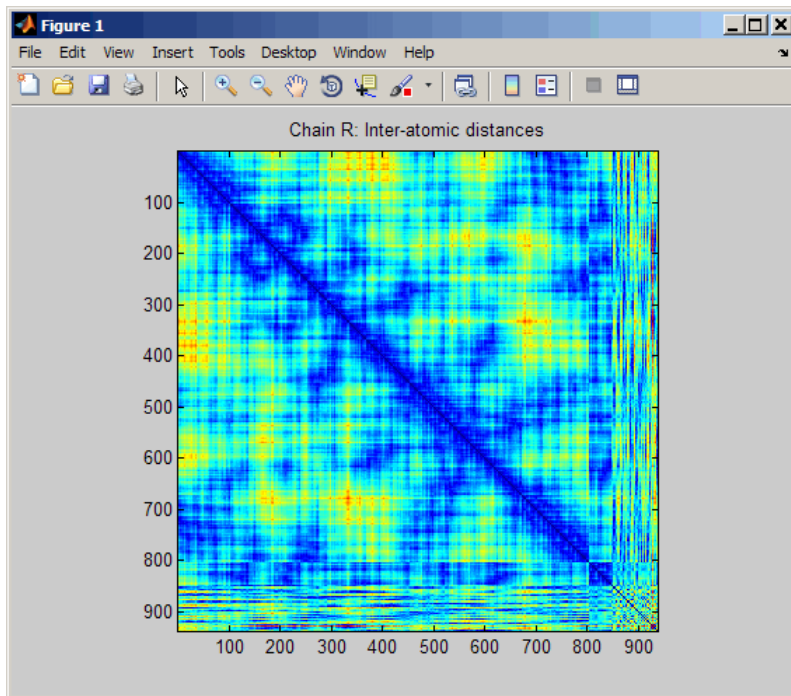 Figure 1
File Edit View Insert Tools Desktop Window Help
Chain R: Inter-atomic distances
100
200
300
400
500
600
700
800
900
100 200 300 400 500 600 700 800 900